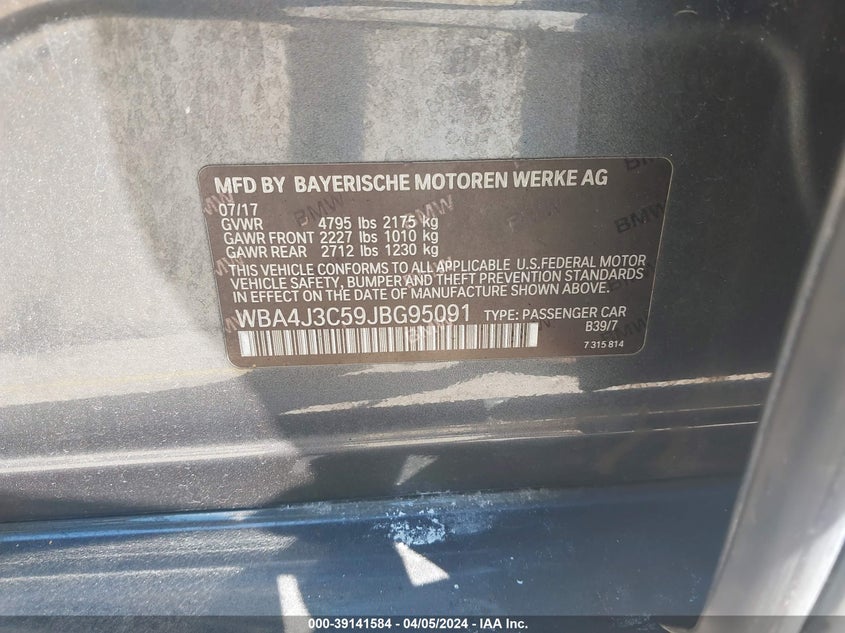 MFD BY BAYERISCHE MOTOREN WERKE AG
07/17
GVWR 4795 lbs 2175 kg
GAWR FRONT 2227 lbs 1010 kg
GAWR REAR 2712 lbs 1230 kg
THIS VEHICLE CONFORMS TO ALL APPLICABLE U.S.FEDERAL MOTOR
VEHICLE SAFETY, BUMPER AND THEFT PREVENTION STANDARDS
IN EFFECT ON THE DATE OF MANUFACTURE SHOWN ABOVE.
WBA4J3C59JBG95091 TYPE: PASSENGER CAR
B39/7
7 315 814
000-39141584 - 04/05/2024 - IAA Inc.